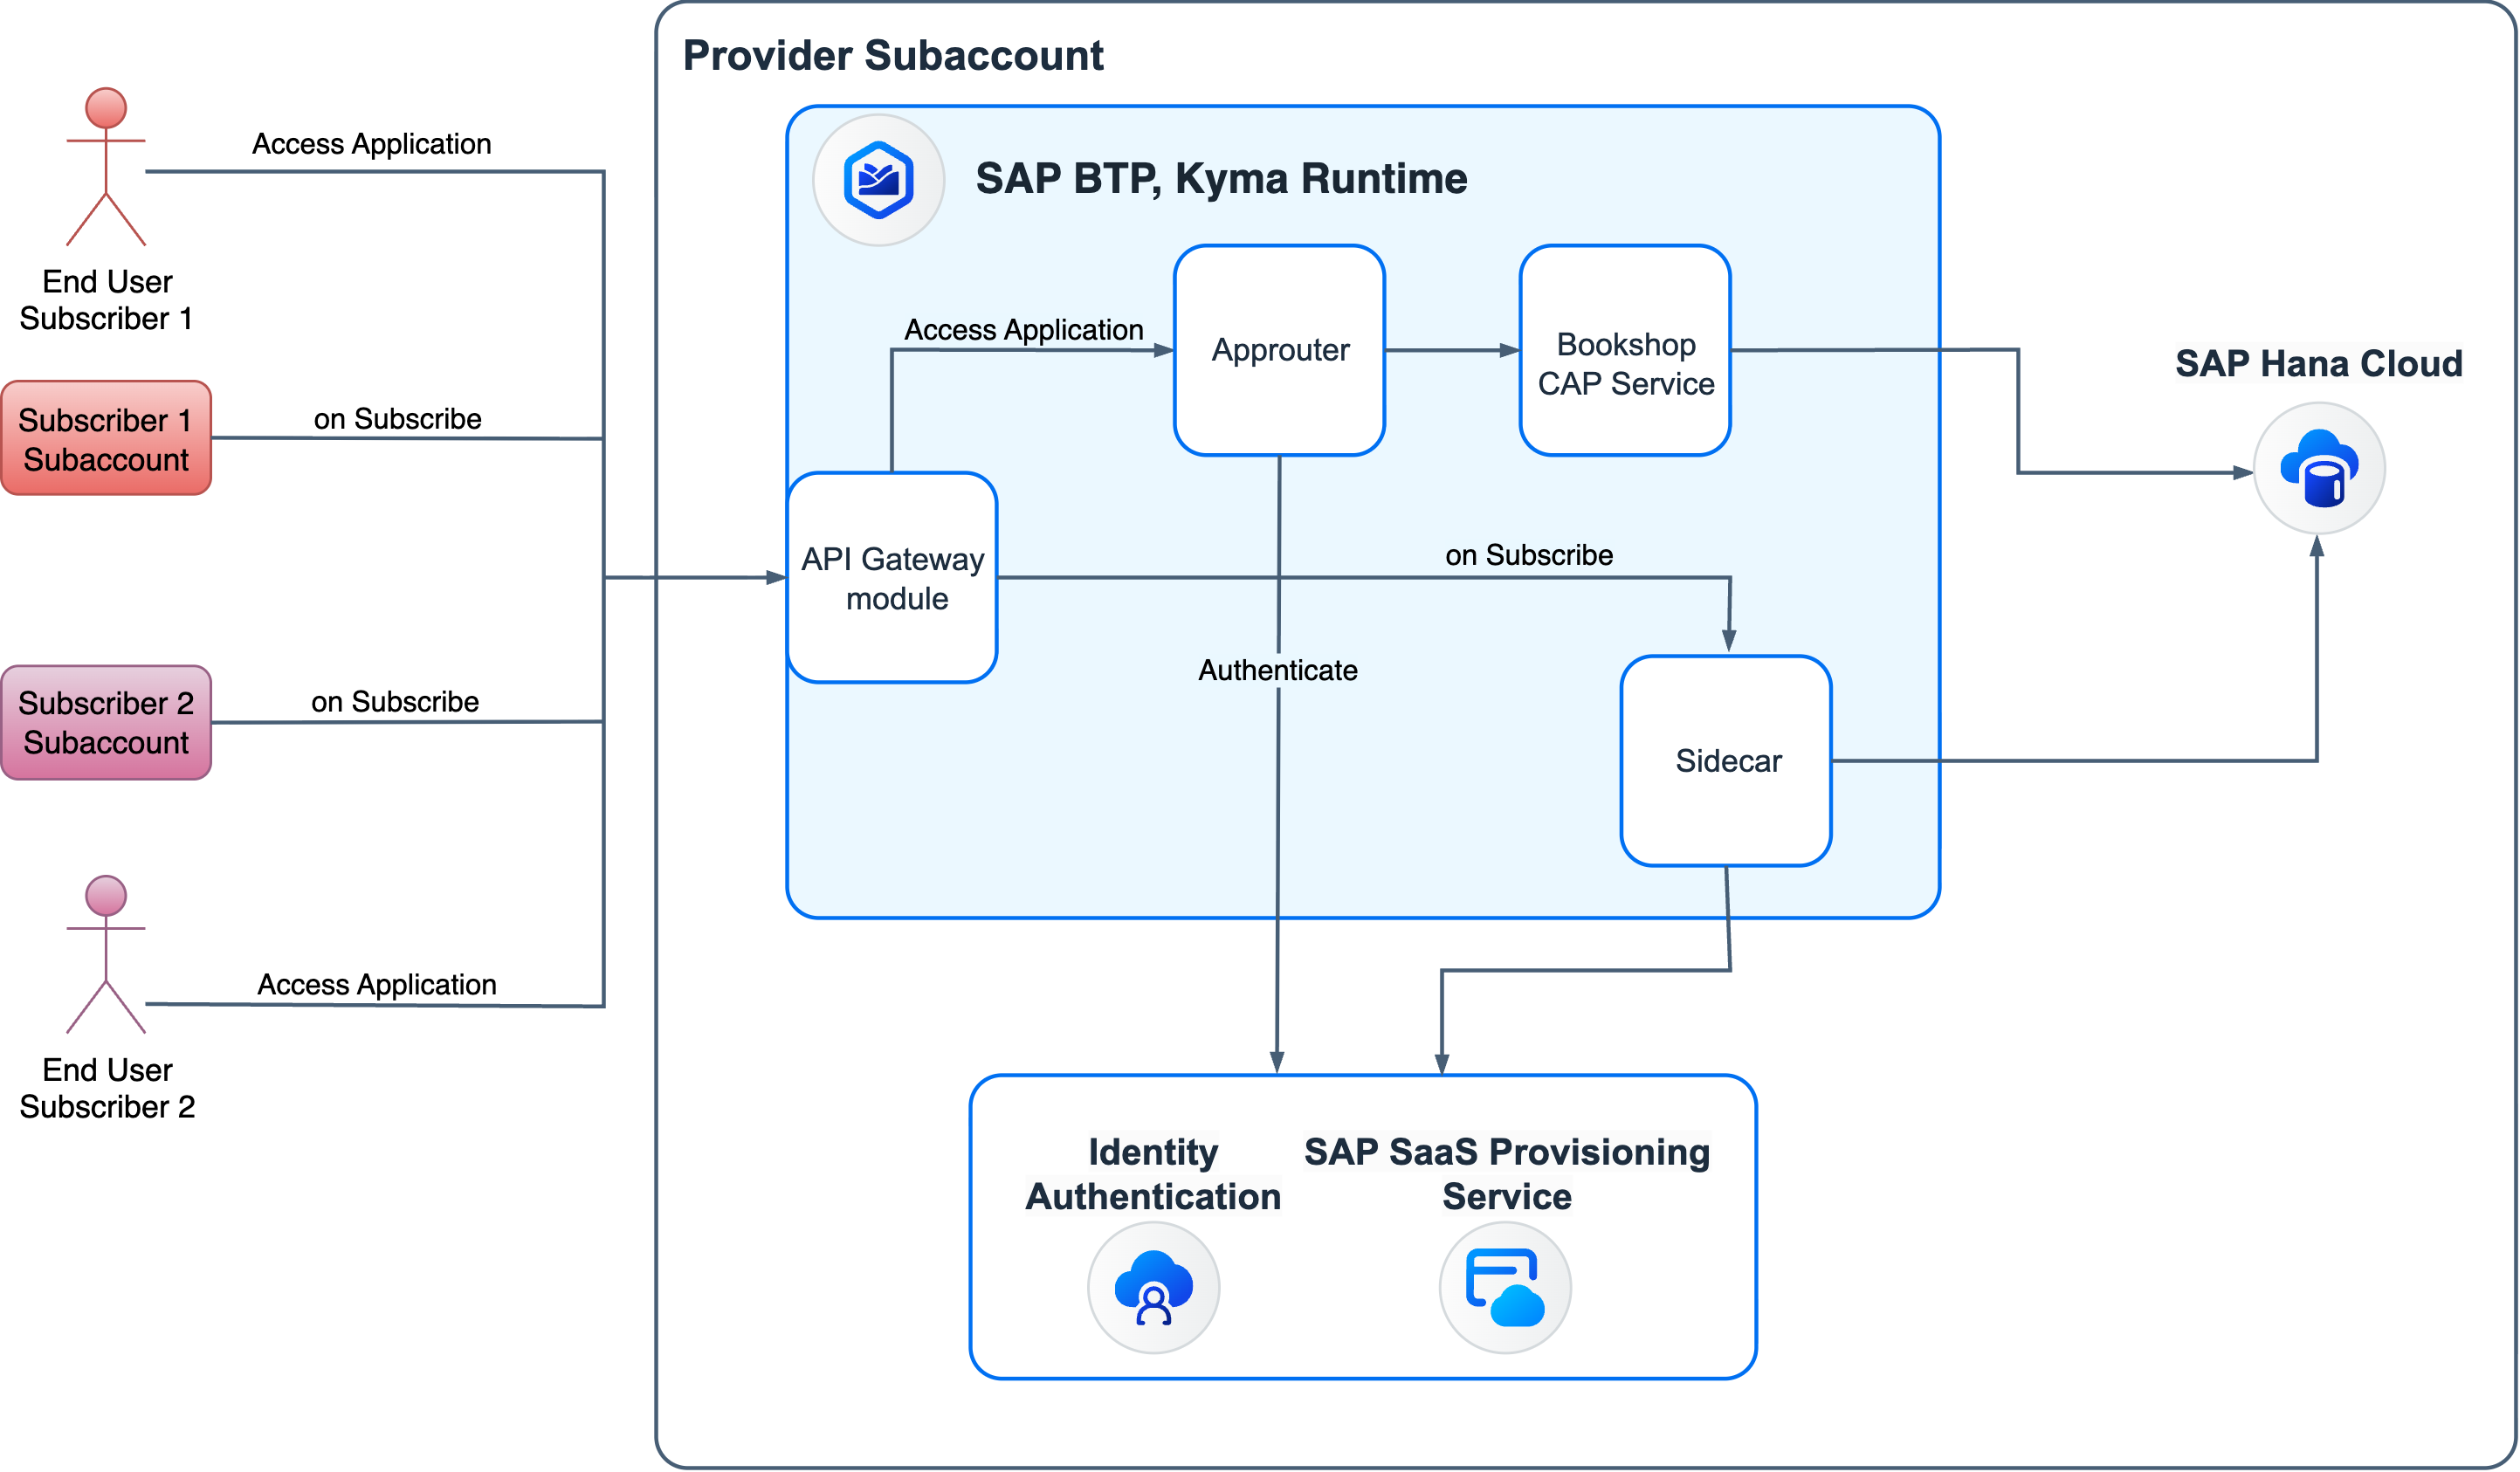 Provider Subaccount
SAP BTP, Kyma Runtime
Access Application
End User
Subscriber 1
Subscriber 1
Subaccount
on Subscribe
Subscriber 2
Subaccount
on Subscribe
Access Application
End User
Subscriber 2
API Gateway
module
Access Application
Approuter
Bookshop
CAP Service
on Subscribe
Authenticate
Sidecar
SAP Hana Cloud
Identity
Authentication
SAP SaaS Provisioning
Service